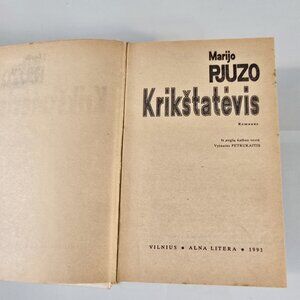 Marijo
PJUZO
Krikštatėvis
Romanas
Iš anglų kalbos vertė
Vytautas PETRUKAITIS
VILNIUS ● ALNA LITERA ● 1991